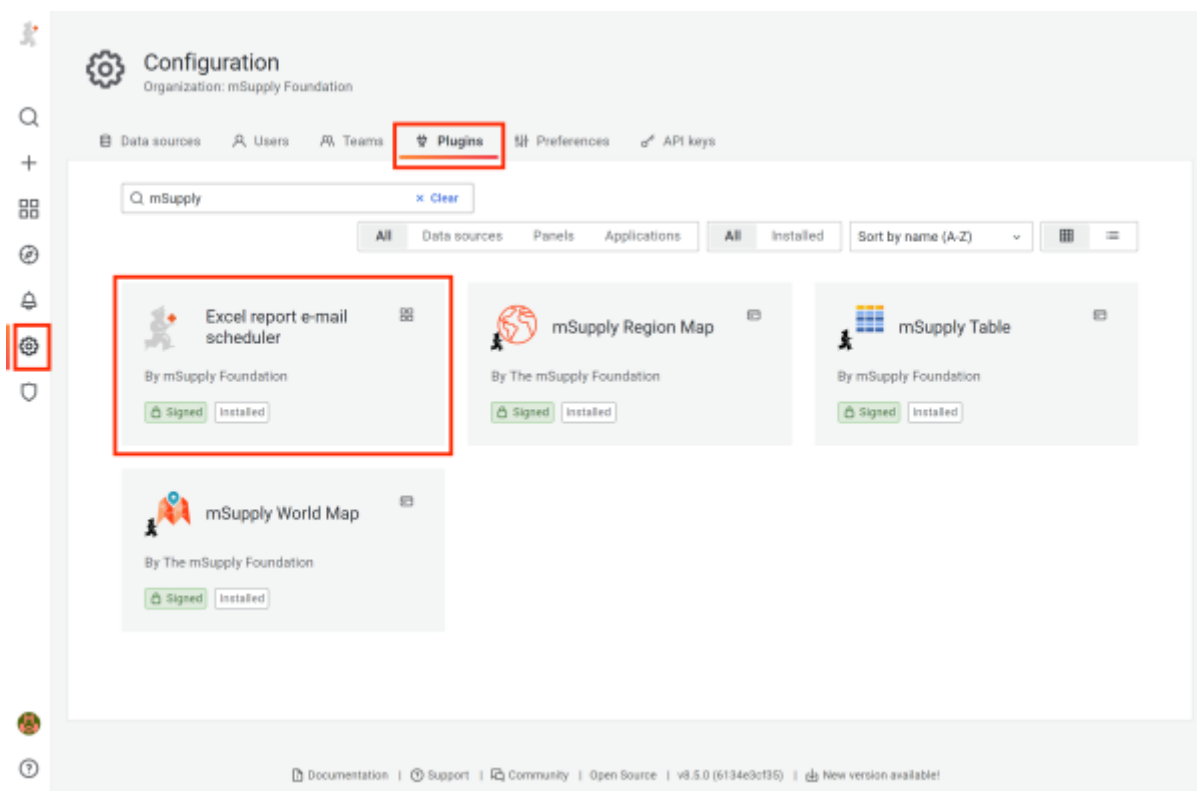 Configuration
Organization: mSupply Foundation
Data sources Users Teams Plugins Preferences API keys
mSupply × Clear
All Data sources Panels Applications All Installed Sort by name (A-Z)
Excel report e-mail
scheduler
By mSupply Foundation
Signed Installed
mSupply Region Map
By The mSupply Foundation
Signed Installed
mSupply Table
By mSupply Foundation
Signed Installed
mSupply World Map
By The mSupply Foundation
Signed Installed
Documentation | Support | Community | Open Source | v8.5.0 (6134e3cf35) | New version available!